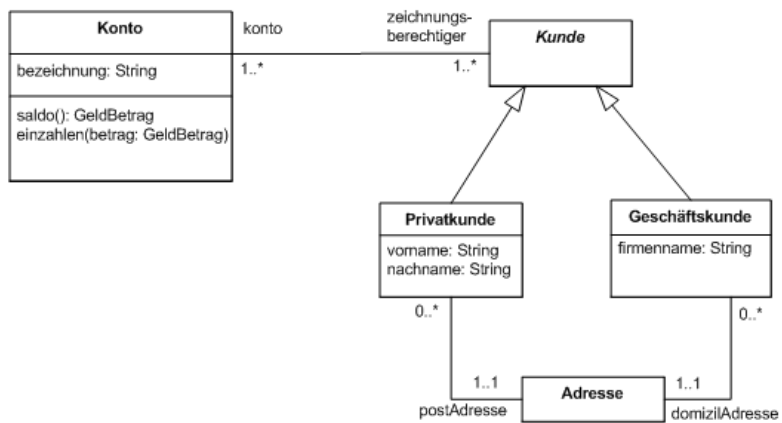 Konto
bezeichnung: String
saldo(): GeldBetrag
einzahlen(betrag: GeldBetrag)
konto
1..*
zeichnungs-
berechtiger
1..*
Kunde
Privatkunde
vorname: String
nachname: String
Geschäftskunde
firmenname: String
0..*
0..*
1..1
postAdresse
Adresse
1..1
domizilAdresse